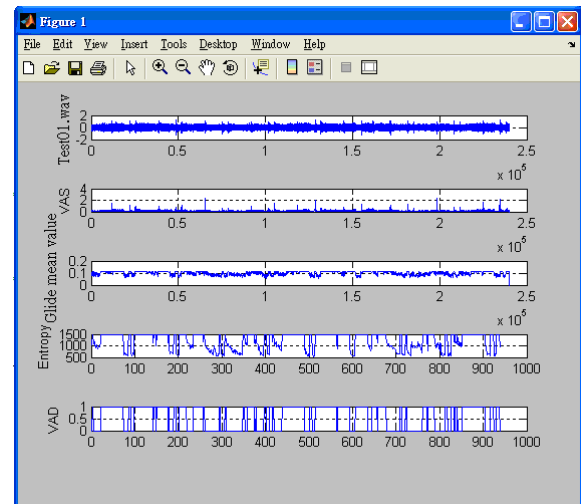 Figure 1
File Edit View Insert Tools Desktop Window Help
Test01.wav
2
0
-2
0 0.5 1 1.5 2 2.5
x 10^5
VAS
4
2
0
0 0.5 1 1.5 2 2.5
x 10^5
Glide mean value
0.2
0.1
0
0 0.5 1 1.5 2 2.5
x 10^5
Entropy
1500
1000
500
0 100 200 300 400 500 600 700 800 900 1000
VAD
1
0.5
0
0 100 200 300 400 500 600 700 800 900 1000